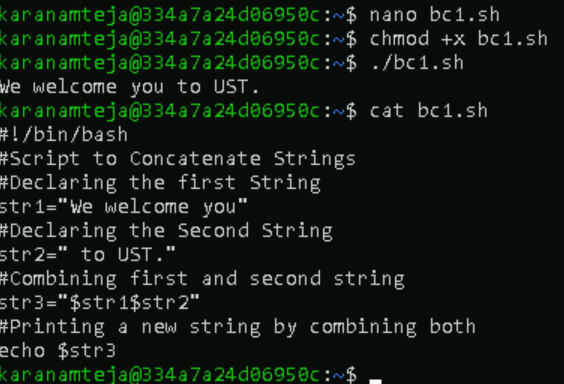 karanamteja@334a7a24d06950c:~$ nano bc1.sh
karanamteja@334a7a24d06950c:~$ chmod +x bc1.sh
karanamteja@334a7a24d06950c:~$ ./bc1.sh
We welcome you to UST.
karanamteja@334a7a24d06950c:~$ cat bc1.sh
#!/bin/bash
#Script to Concatenate Strings
#Declaring the first String
str1="We welcome you"
#Declaring the Second String
str2=" to UST."
#Combining first and second string
str3="$str1$str2"
#Printing a new string by combining both
echo $str3
karanamteja@334a7a24d06950c:~$